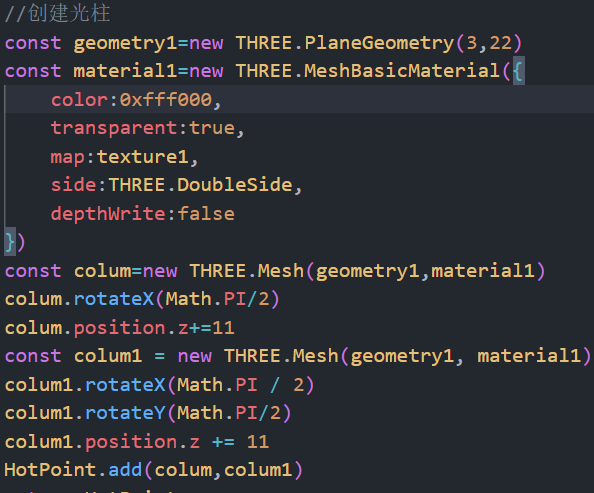 //创建光柱
const geometry1=new THREE.PlaneGeometry(3,22)
const material1=new THREE.MeshBasicMaterial({
    color:0xfff000,
    transparent:true,
    map:texture1,
    side:THREE.DoubleSide,
    depthWrite:false
})
const colum=new THREE.Mesh(geometry1,material1)
colum.rotateX(Math.PI/2)
colum.position.z+=11
const colum1 = new THREE.Mesh(geometry1, material1)
colum1.rotateX(Math.PI / 2)
colum1.rotateY(Math.PI/2)
colum1.position.z += 11
HotPoint.add(colum,colum1)